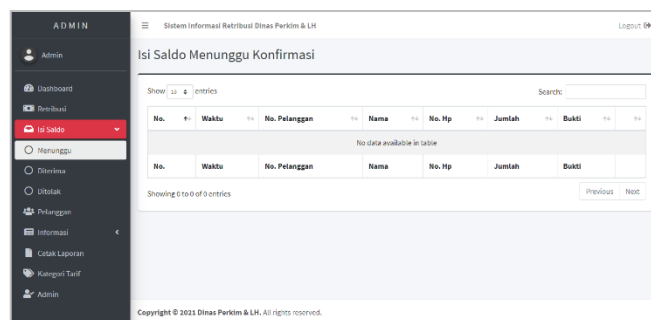 ADMIN
Sistem Informasi Retribusi Dinas Perkim & LH
Logout
Admin
Dashboard
Retribusi
Isi Saldo
Menunggu
Diterima
Ditolak
Pelanggan
Informasi
Cetak Laporan
Kategori Tarif
Admin
Isi Saldo Menunggu Konfirmasi
Show 10 entries
Search:
No. Waktu No. Pelanggan Nama No. Hp Jumlah Bukti
No data available in table
No. Waktu No. Pelanggan Nama No. Hp Jumlah Bukti
Showing 0 to 0 of 0 entries
Previous Next
Copyright © 2021 Dinas Perkim & LH. All rights reserved.